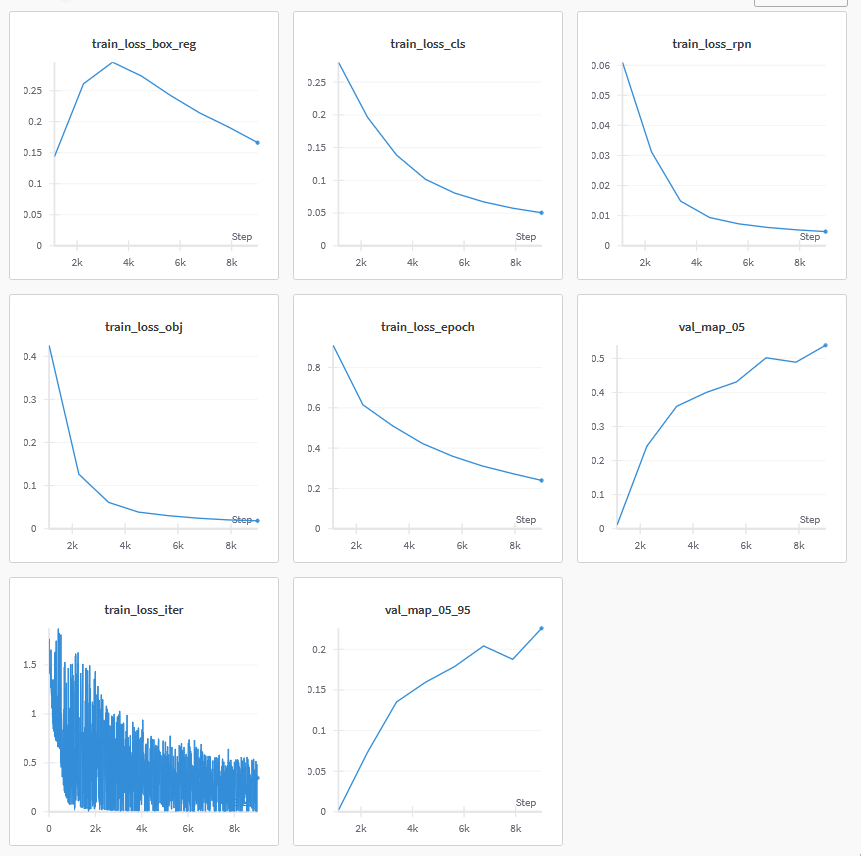 train_loss_box_reg
0.25
0.2
0.15
0.1
0.05
0
Step
2k 4k 6k 8k
train_loss_cls
0.25
0.2
0.15
0.1
0.05
0
Step
2k 4k 6k 8k
train_loss_rpn
0.06
0.05
0.04
0.03
0.02
0.01
0
Step
2k 4k 6k 8k
train_loss_obj
0.4
0.3
0.2
0.1
0
Step
2k 4k 6k 8k
train_loss_epoch
0.8
0.6
0.4
0.2
0
Step
2k 4k 6k 8k
val_map_05
0.5
0.4
0.3
0.2
0.1
0
Step
2k 4k 6k 8k
train_loss_iter
1.5
1
0.5
0
0 2k 4k 6k 8k
val_map_05_95
0.2
0.15
0.1
0.05
0
Step
2k 4k 6k 8k